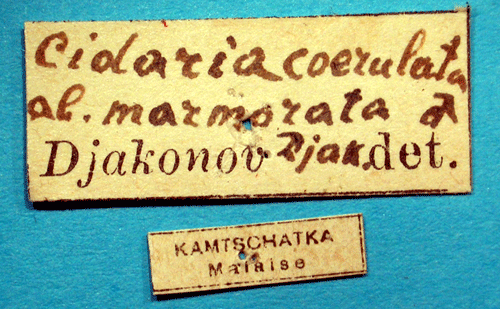 Cidaria coerulata
ab. marmorata ♂
Djakonov Djak. det.
KAMTSCHATKA
Malaise